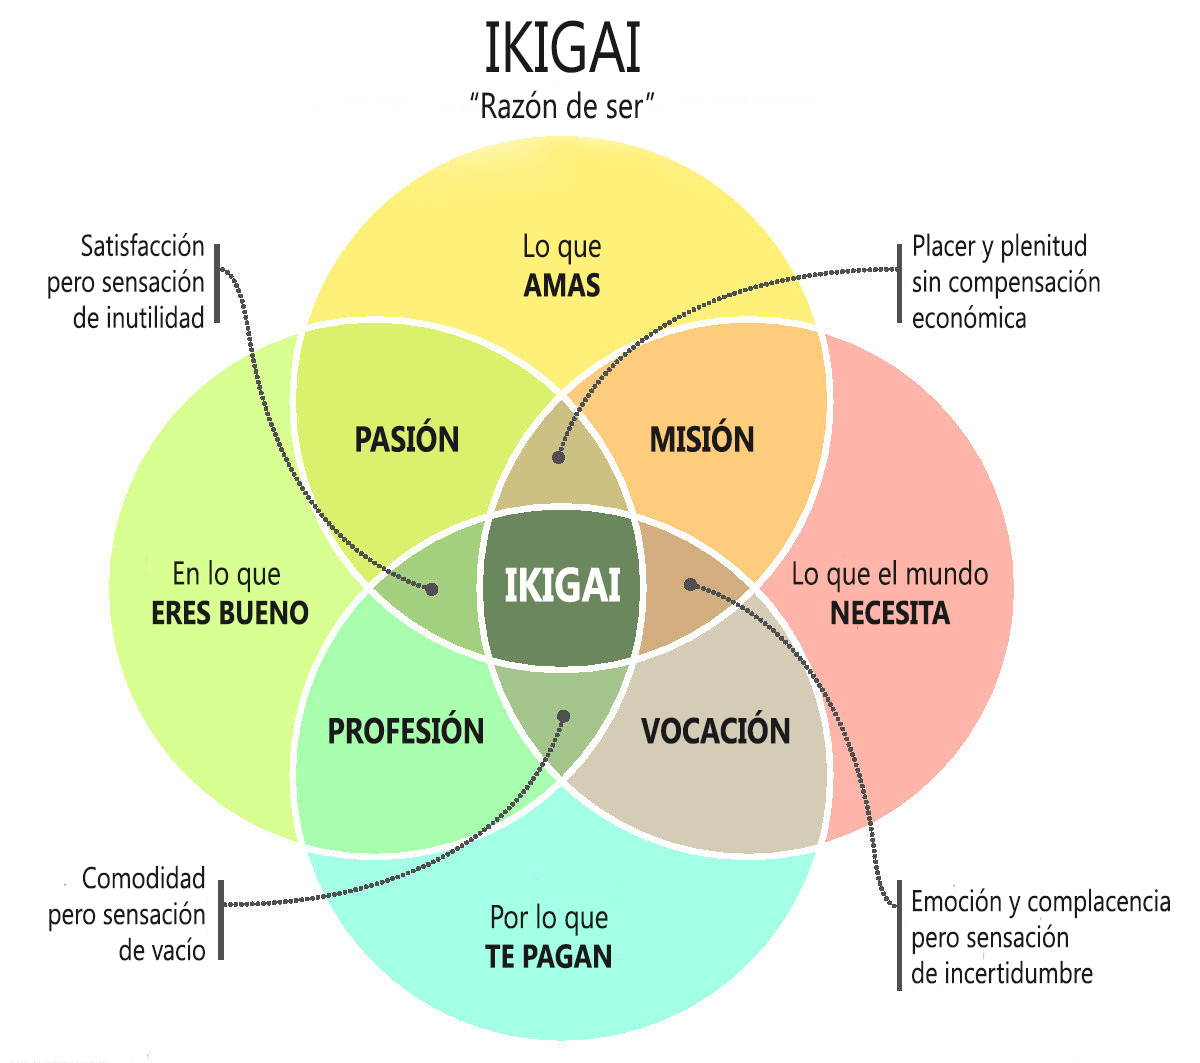 IKIGAI
“Razón de ser”
Satisfacción
pero sensación
de inutilidad
Lo que
AMAS
Placer y plenitud
sin compensación
económica
PASIÓN
MISIÓN
En lo que
ERES BUENO
IKIGAI
Lo que el mundo
NECESITA
PROFESIÓN
VOCACIÓN
Comodidad
pero sensación
de vacío
Por lo que
TE PAGAN
Emoción y complacencia
pero sensación
de incertidumbre